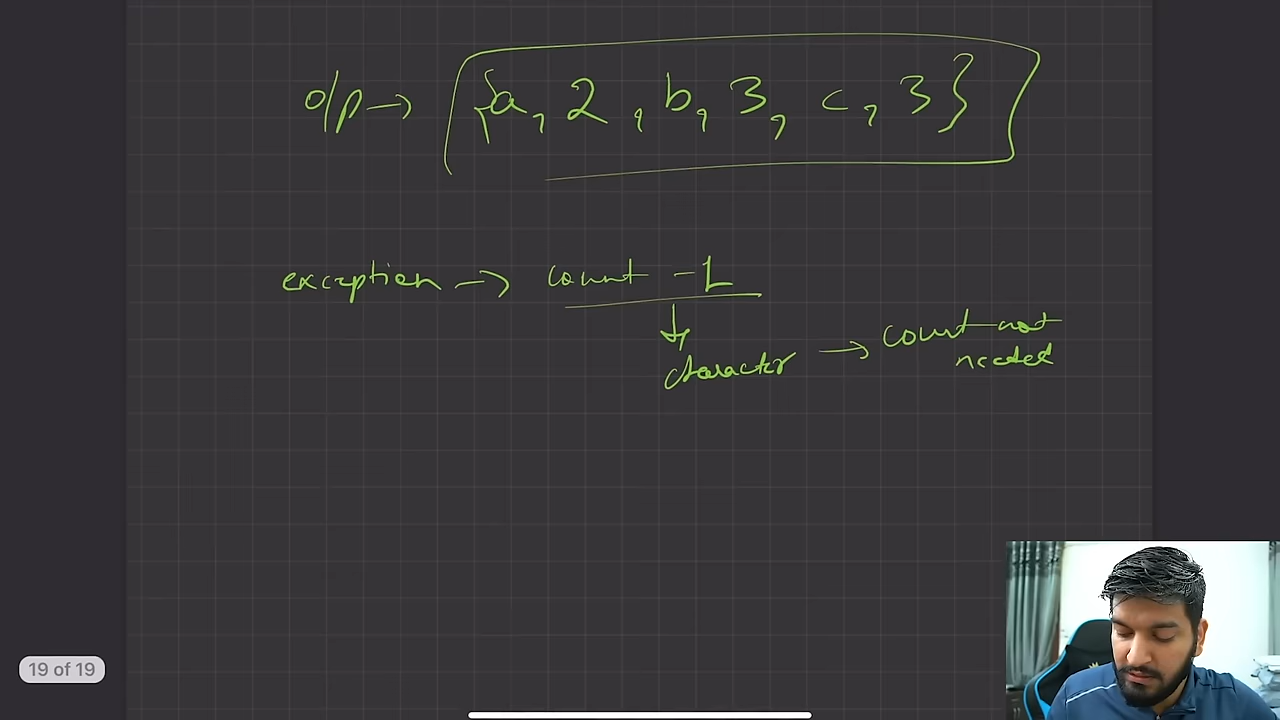 o/p → {a, 2, b, 3, c, 3}
exception → count - 1
↓
character → count not
needed
19 of 19